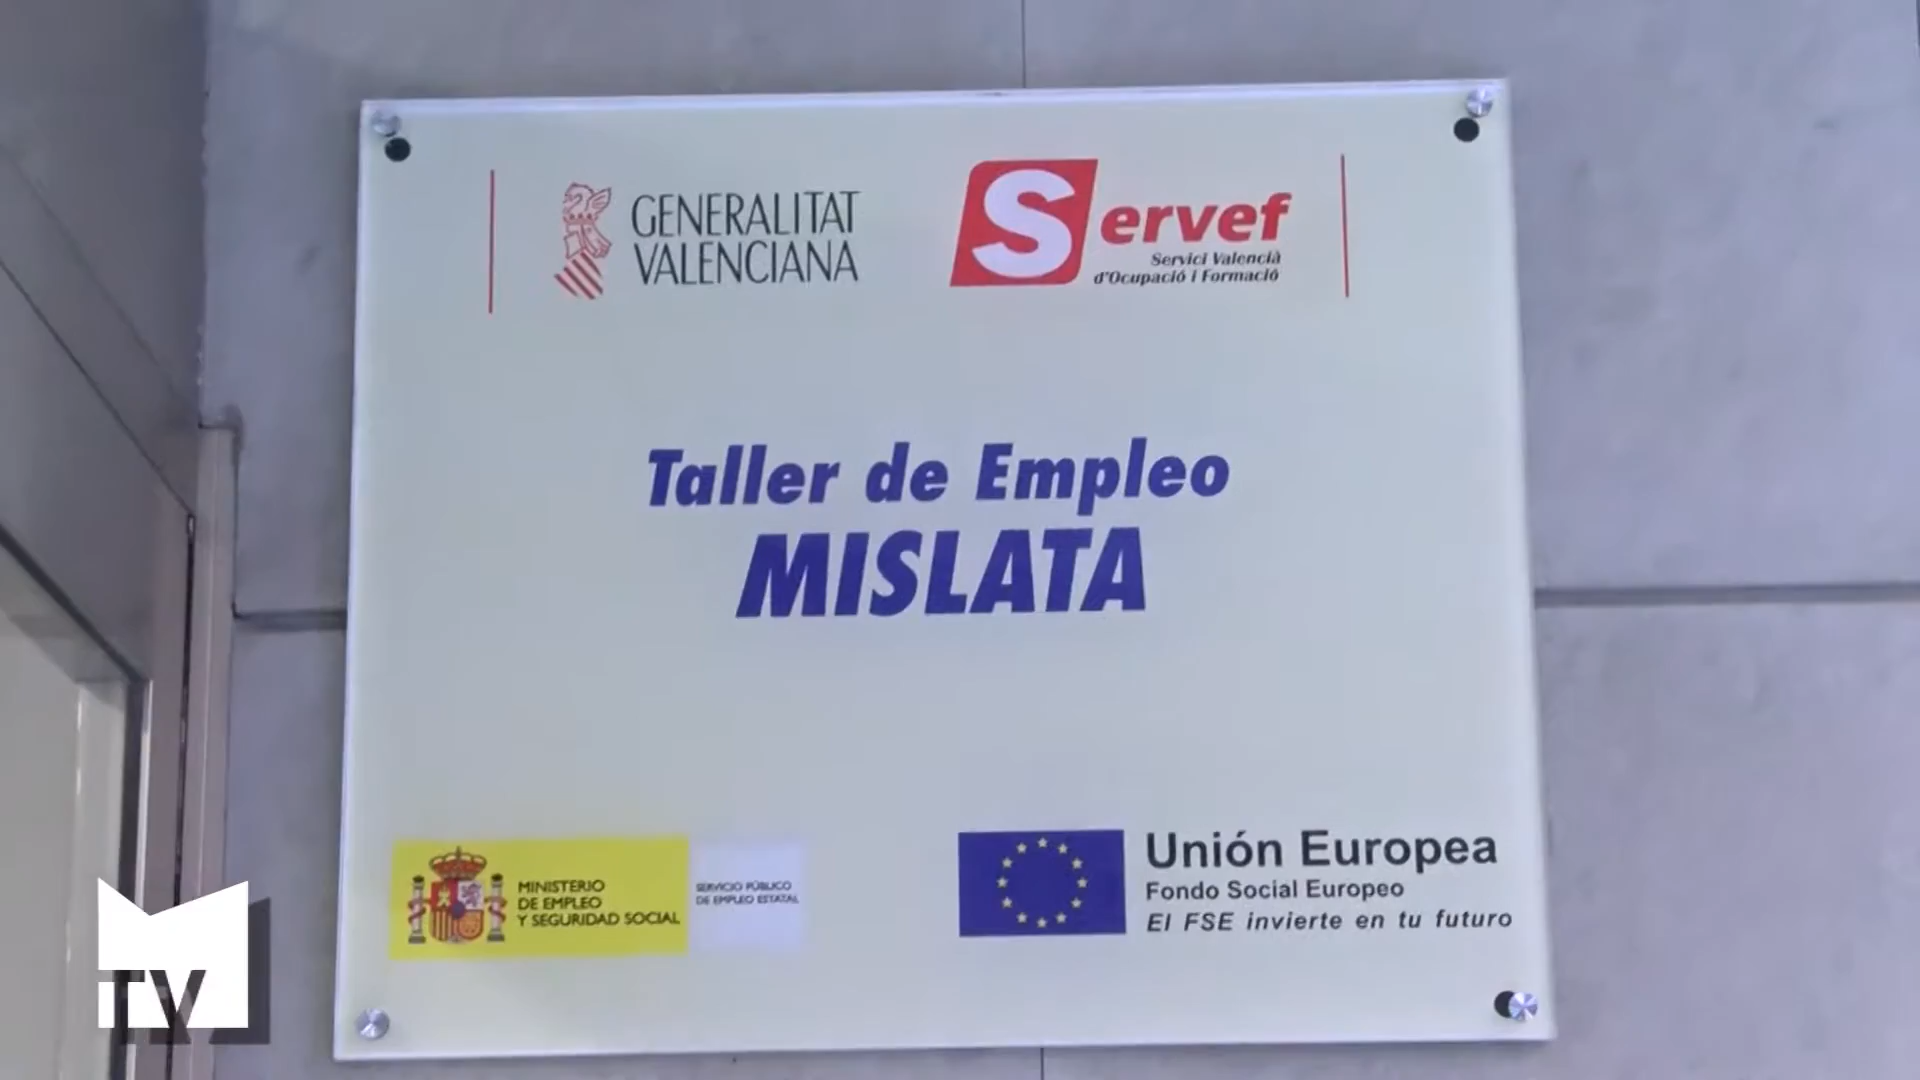 GENERALITAT
VALENCIANA
Servef
Servici Valencià
d'Ocupació i Formació
Taller de Empleo
MISLATA
MINISTERIO
DE EMPLEO
Y SEGURIDAD SOCIAL
SERVICIO PÚBLICO
DE EMPLEO ESTATAL
Unión Europea
Fondo Social Europeo
El FSE invierte en tu futuro
TV